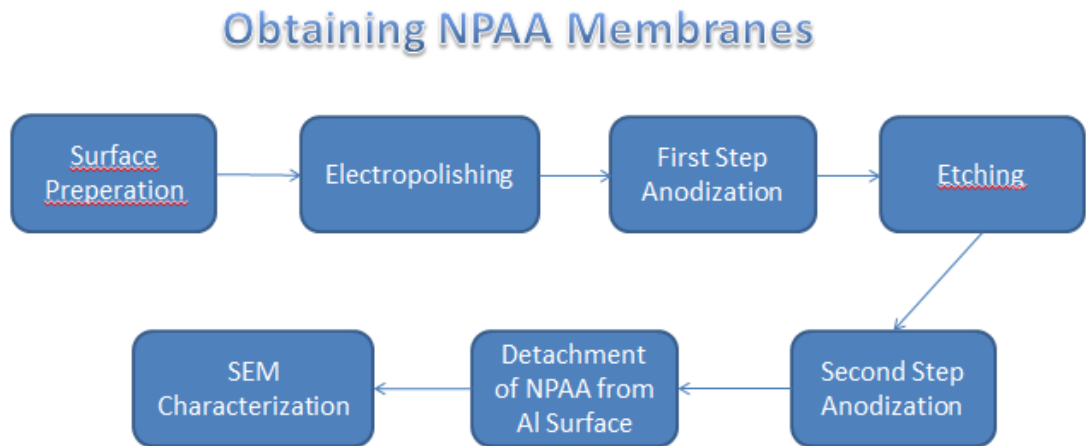 Obtaining NPAA Membranes
Surface
Preperation
Electropolishing
First Step
Anodization
Etching
Second Step
Anodization
Detachment
of NPAA from
Al Surface
SEM
Characterization